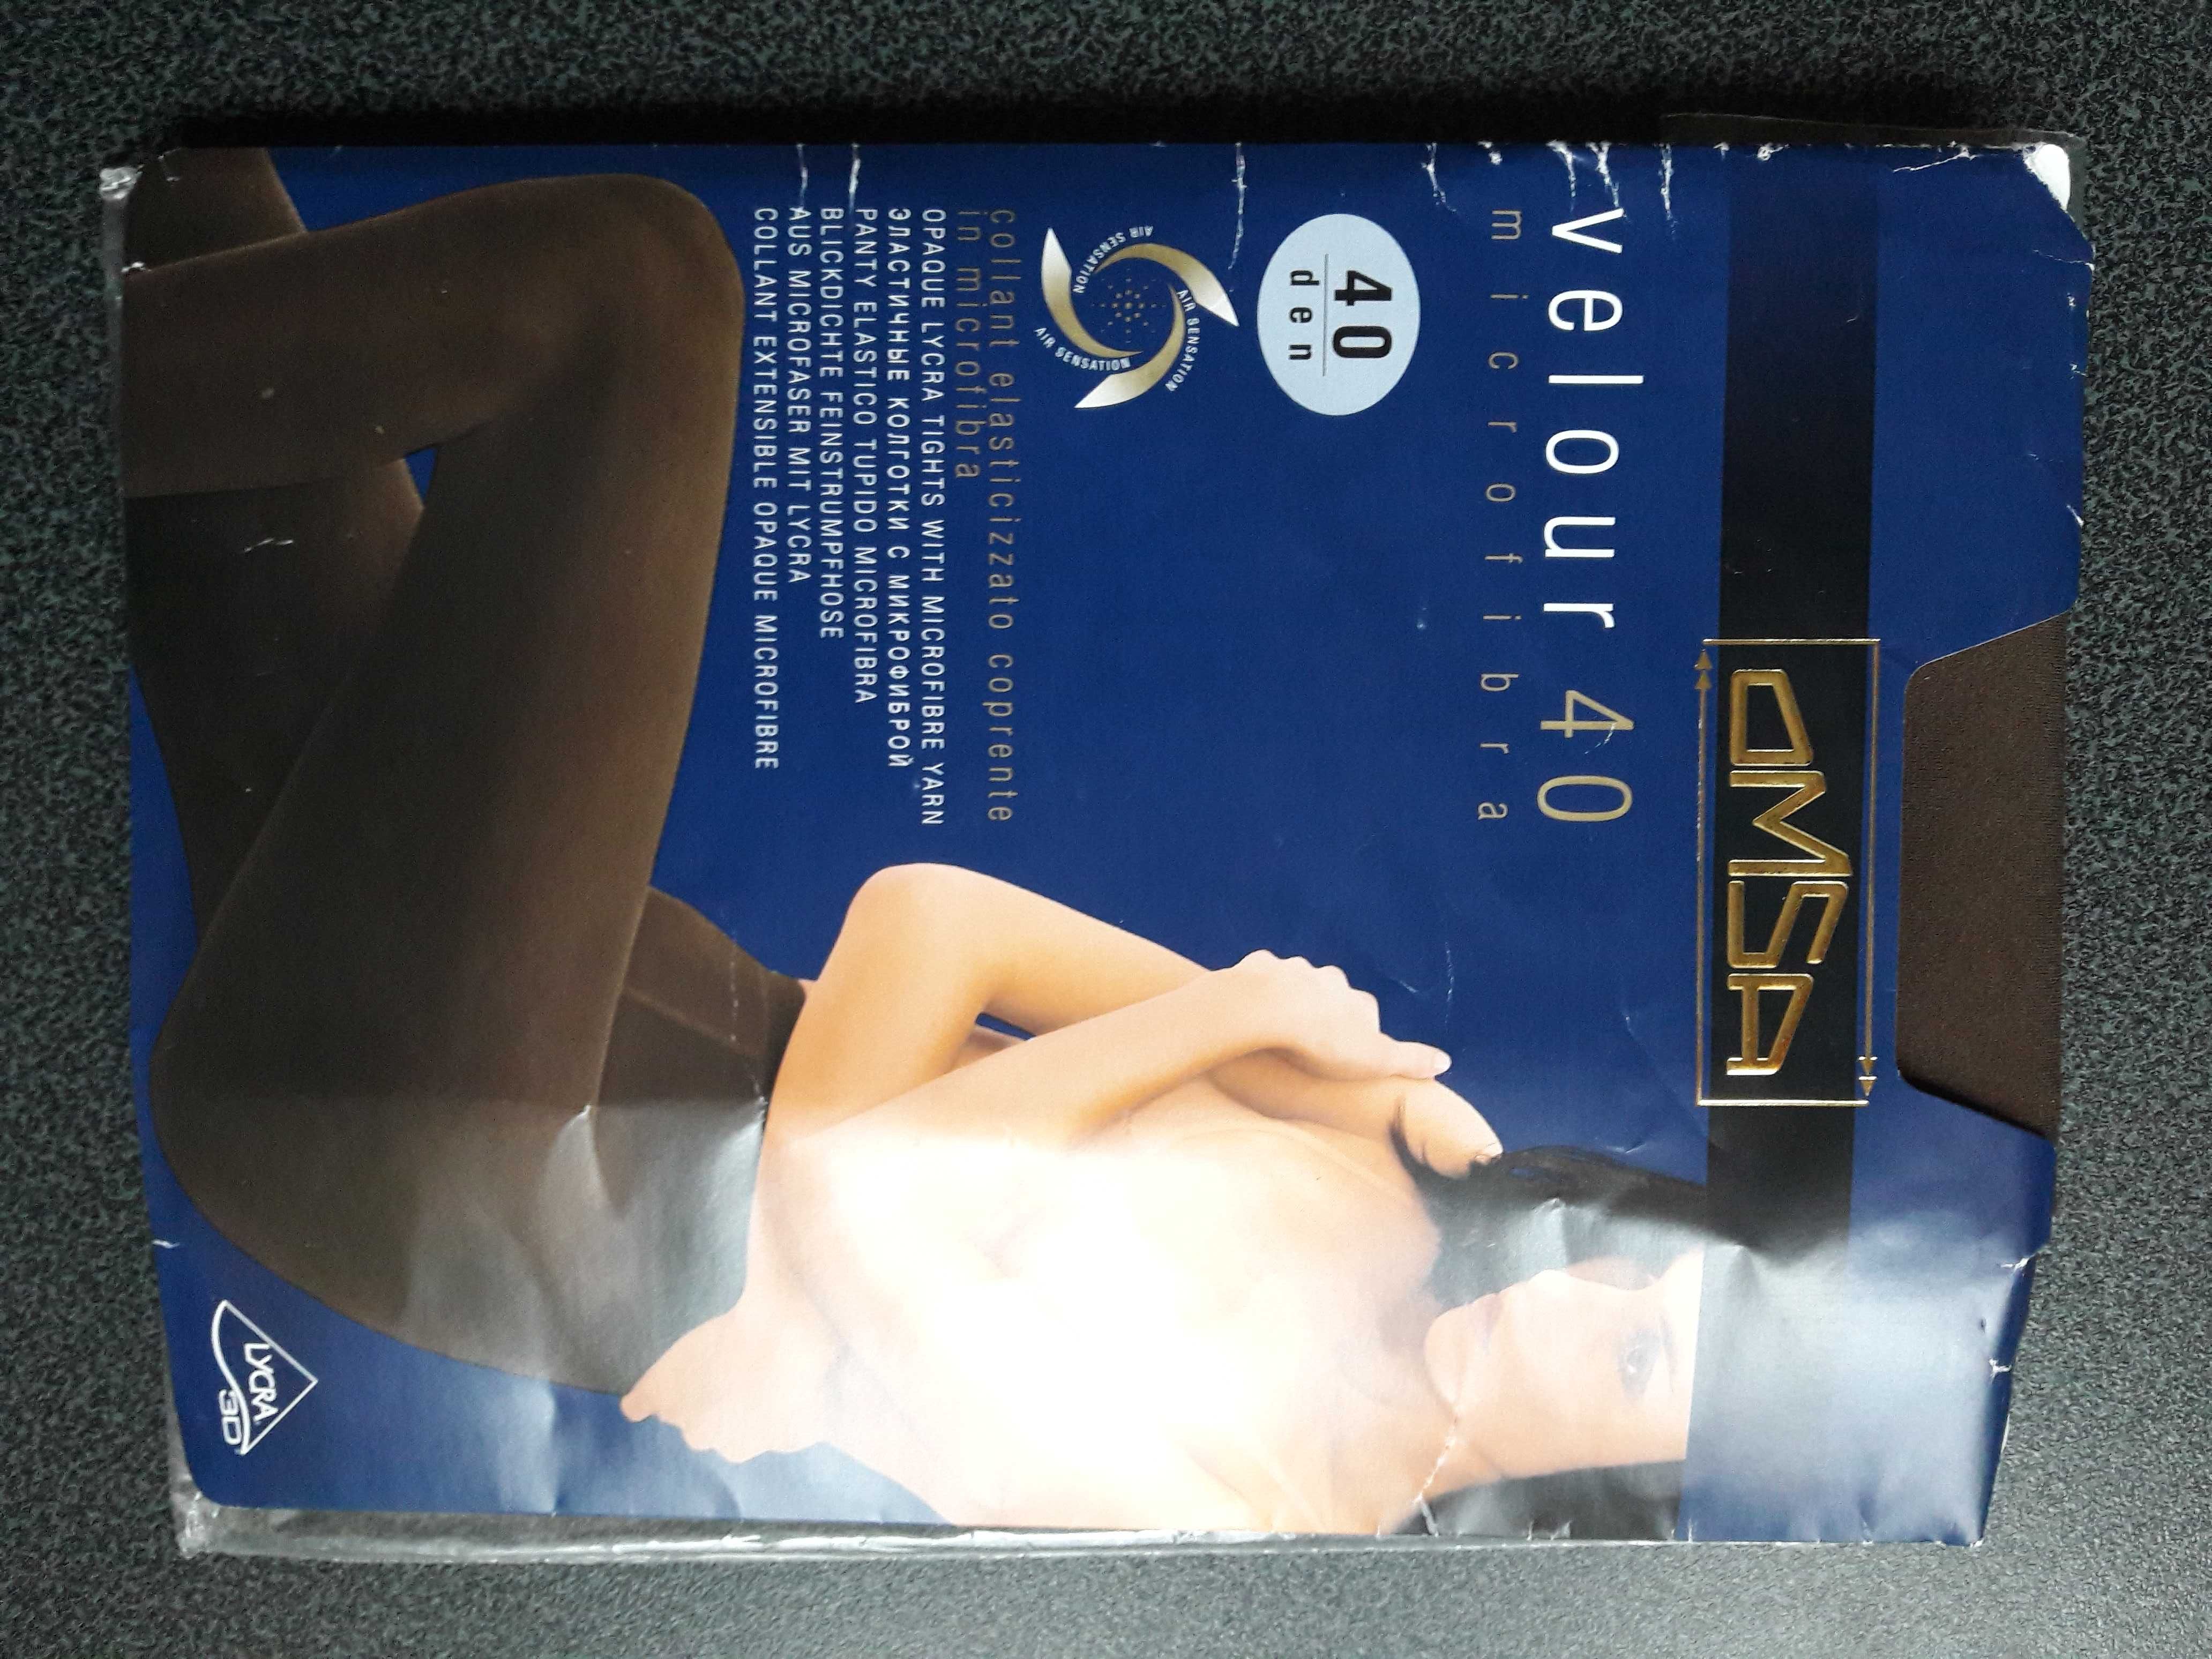 OMSA
velour 40
microfibra
40
den
AIR SENSATION
AIR SENSATION
AIR SENSATION
collant elasticizzato coprente
in microfibra
OPAQUE LYCRA TIGHTS WITH MICROFIBRE YARN
ЭЛАСТИЧНЫЕ КОЛГОТКИ С МИКРОФИБРОЙ
PANTY ELASTICO TUPIDO MICROFIBRA
BLICKDICHTE FEINSTRUMPFHOSE
AUS MICROFASER MIT LYCRA
COLLANT EXTENSIBLE OPAQUE MICROFIBRE
LYCRA
3D